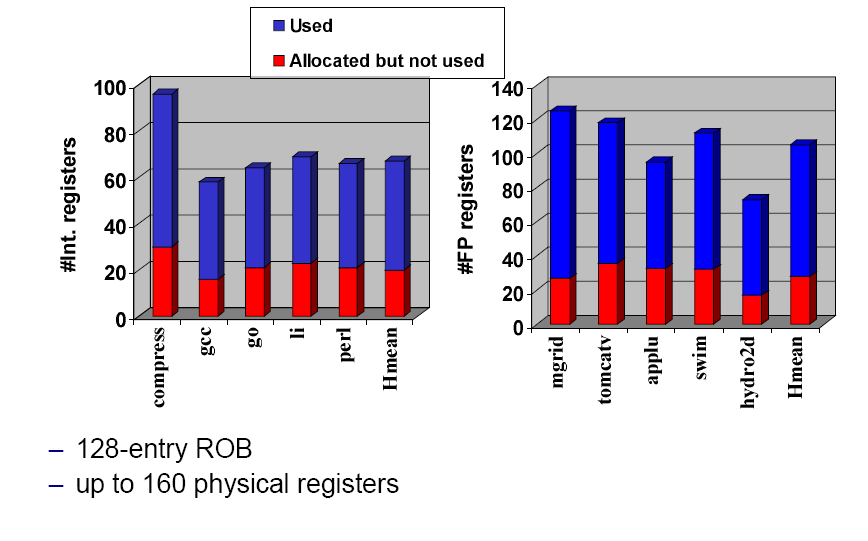 Used
Allocated but not used
#Int. registers
100
80
60
40
20
0
compress
gcc
go
li
perl
Hmean
#FP registers
140
120
100
80
60
40
20
0
mgrid
tomcatv
applu
swim
hydro2d
Hmean
– 128-entry ROB
– up to 160 physical registers